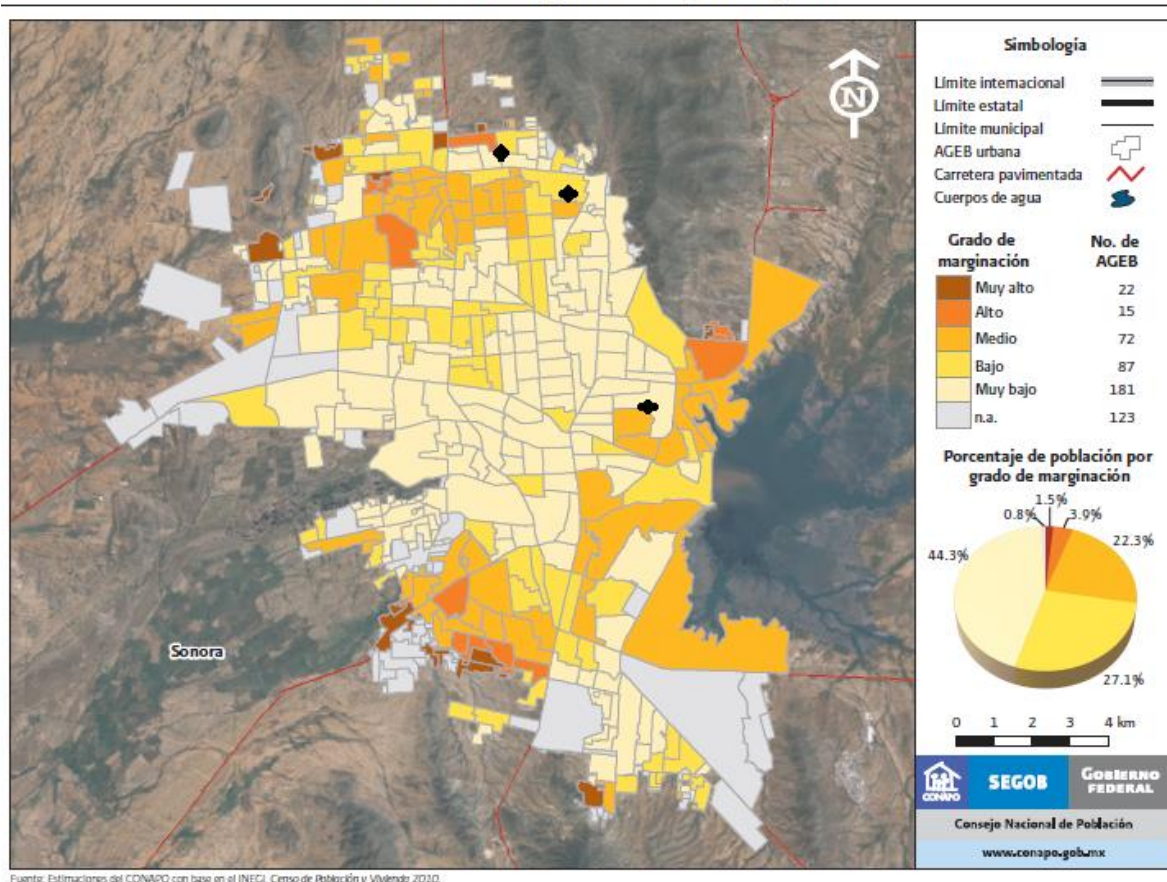 Simbología
Límite internacional
Límite estatal
Límite municipal
AGEB urbana
Carretera pavimentada
Cuerpos de agua
N
Grado de marginación No. de AGEB
Muy alto 22
Alto 15
Medio 72
Bajo 87
Muy bajo 181
n.a. 123
Porcentaje de población por
grado de marginación
1.5%
0.8% 3.9%
44.3% 22.3%
27.1%
0 1 2 3 4 km
Sonora
CONAPO SEGOB GOBIERNO FEDERAL
Consejo Nacional de Población
www.conapo.gob.mx
Fuente: Estimaciones del CONAPO con base en el INEGI, Censo de Población y Vivienda 2010.